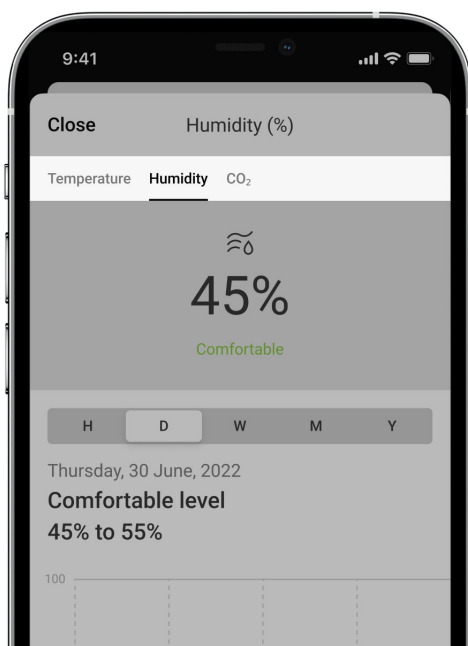 9:41
Close Humidity (%)
Temperature Humidity CO₂
45%
Comfortable
H D W M Y
Thursday, 30 June, 2022
Comfortable level
45% to 55%
100